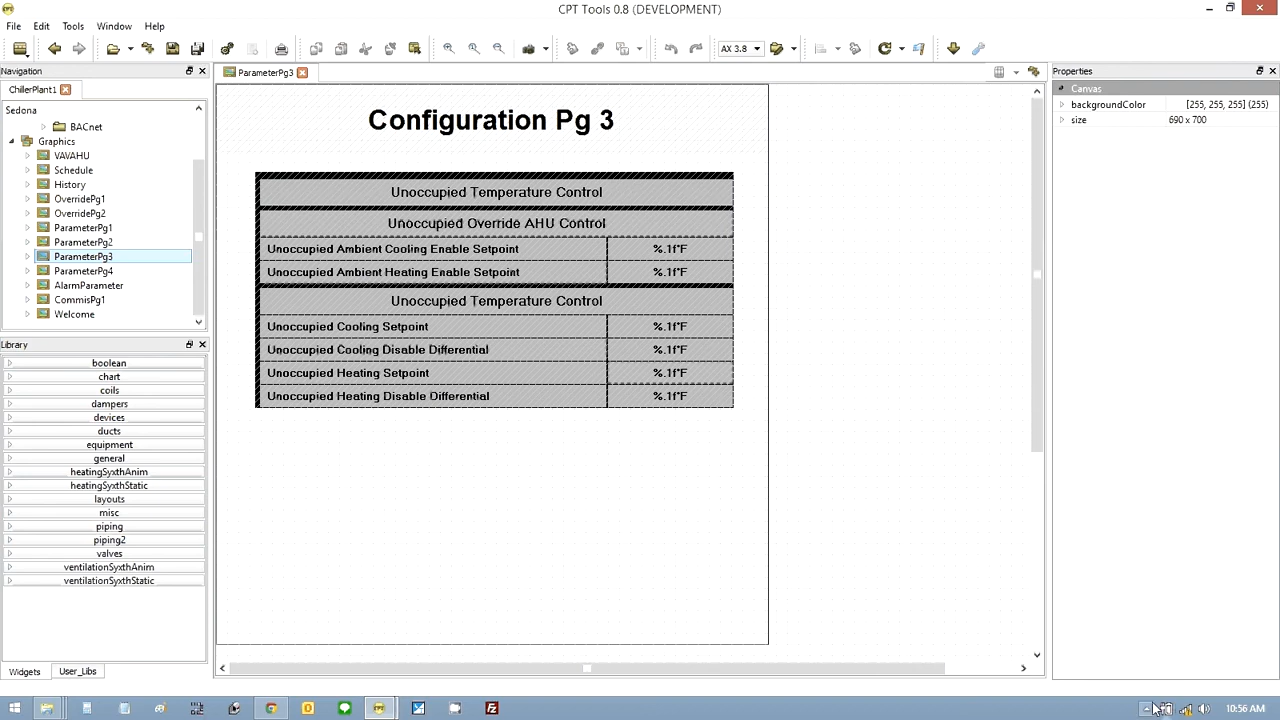 CPT Tools 0.8 (DEVELOPMENT)
File Edit Tools Window Help
AX 3.8
Navigation
ChillerPlant1
Sedona
BACnet
Graphics
VAVAHU
Schedule
History
OverridePg1
OverridePg2
ParameterPg1
ParameterPg2
ParameterPg3
ParameterPg4
AlarmParameter
CommisPg1
Welcome
Library
boolean
chart
coils
dampers
devices
ducts
equipment
general
heatingSyxthAnim
heatingSyxthStatic
layouts
misc
piping
piping2
valves
ventilationSyxthAnim
ventilationSyxthStatic
Widgets User_Libs
ParameterPg3
Configuration Pg 3
Unoccupied Temperature Control
Unoccupied Override AHU Control
Unoccupied Ambient Cooling Enable Setpoint %.1f°F
Unoccupied Ambient Heating Enable Setpoint %.1f°F
Unoccupied Temperature Control
Unoccupied Cooling Setpoint %.1f°F
Unoccupied Cooling Disable Differential %.1f°F
Unoccupied Heating Setpoint %.1f°F
Unoccupied Heating Disable Differential %.1f°F
Properties
Canvas
backgroundColor [255, 255, 255] (255)
size 690 x 700
10:56 AM